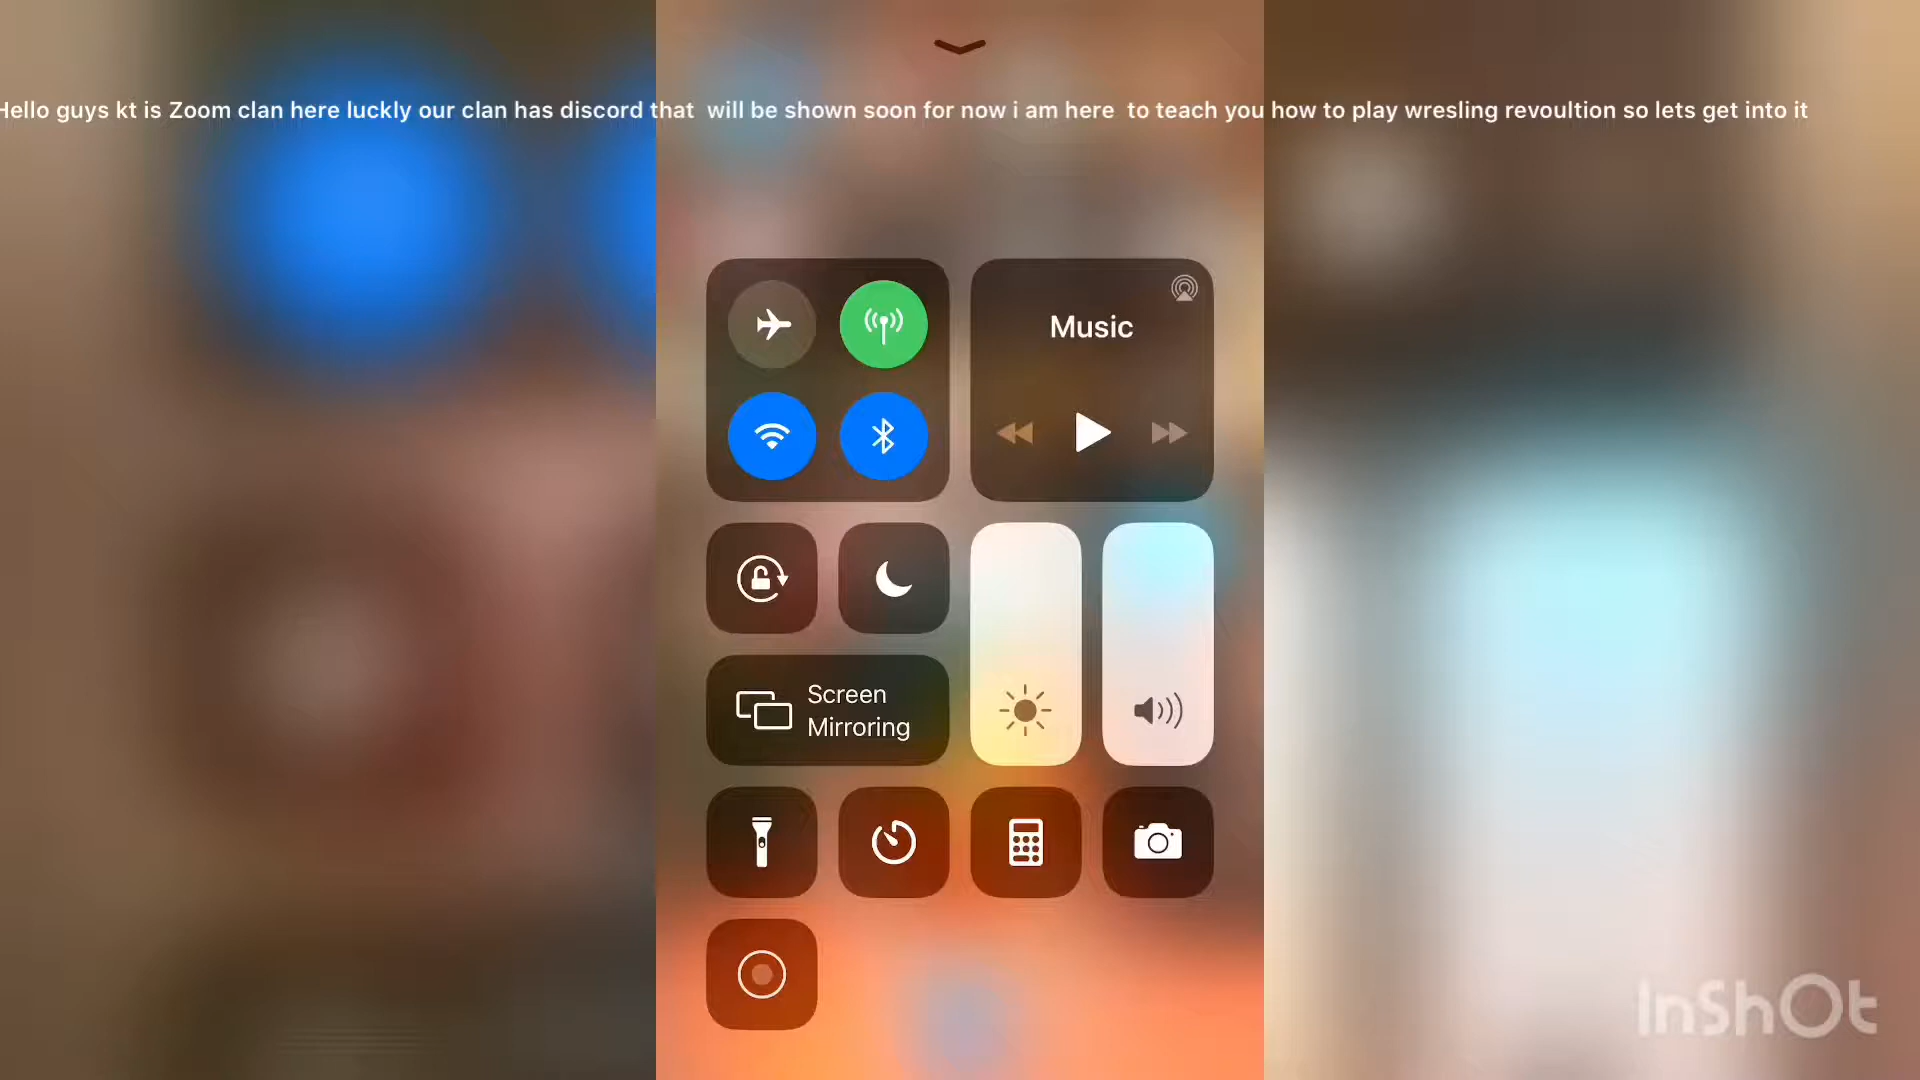 Hello guys kt is Zoom clan here luckly our clan has discord that will be shown soon for now i am here to teach you how to play wresling revoultion so lets get into it
Music
Screen
Mirroring
InShOt